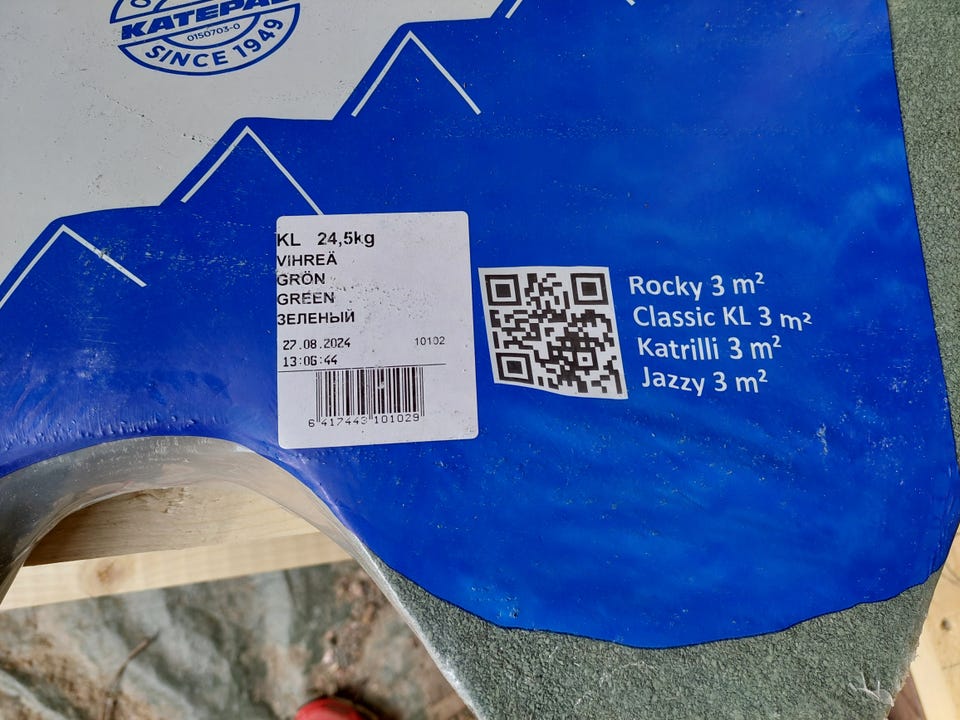 KATEPAL
0150703-0
SINCE 1949
KL 24,5kg
VIHREÄ
GRÖN
GREEN
ЗЕЛЕНЫЙ
27.08.2024 10102
13:06:44
6 417443 101029
Rocky 3 m²
Classic KL 3 m²
Katrilli 3 m²
Jazzy 3 m²